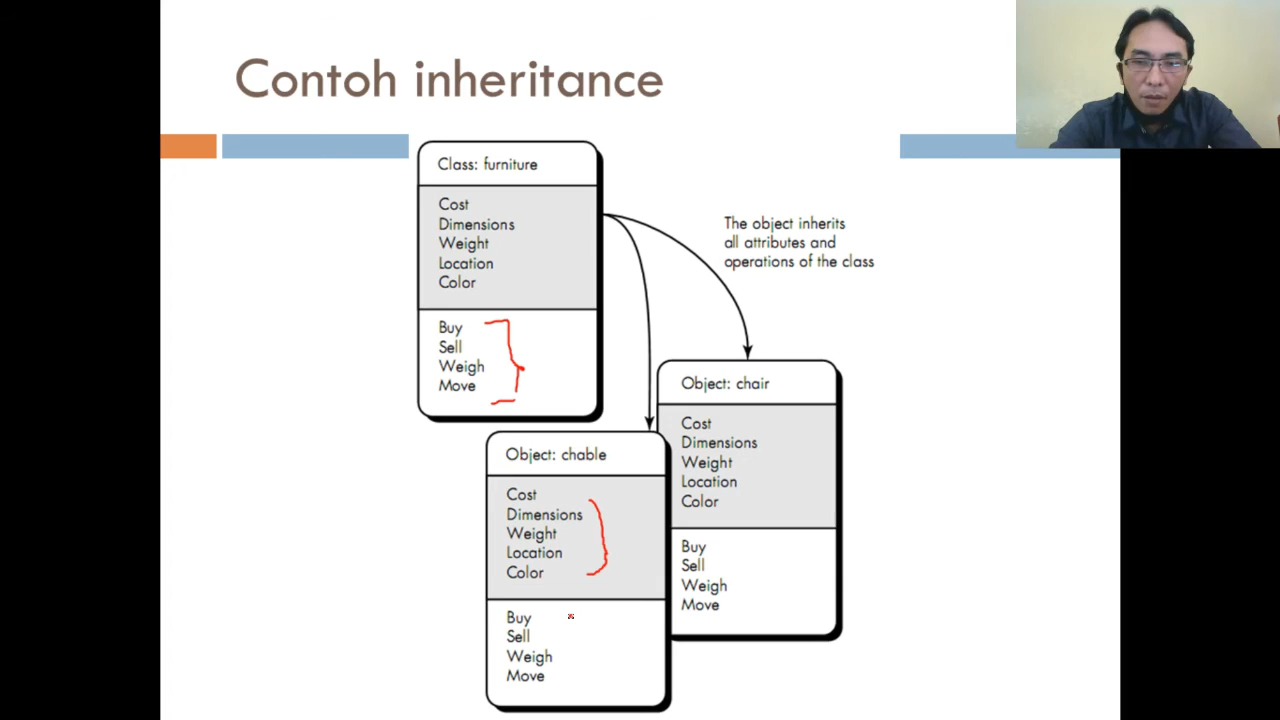 Contoh inheritance
Class: furniture
Cost
Dimensions
Weight
Location
Color
Buy
Sell
Weigh
Move
The object inherits
all attributes and
operations of the class
Object: chair
Cost
Dimensions
Weight
Location
Color
Buy
Sell
Weigh
Move
Object: chable
Cost
Dimensions
Weight
Location
Color
Buy
Sell
Weigh
Move